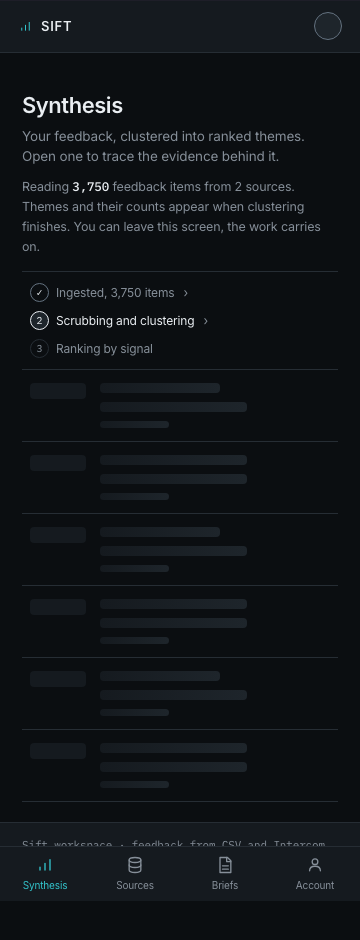 SIFT
Synthesis
Your feedback, clustered into ranked themes.
Open one to trace the evidence behind it.
Reading 3,750 feedback items from 2 sources.
Themes and their counts appear when clustering
finishes. You can leave this screen, the work carries
on.
✓ Ingested, 3,750 items ›
2 Scrubbing and clustering ›
3 Ranking by signal
Sift workspace · feedback from CSV and Intercom
Synthesis Sources Briefs Account